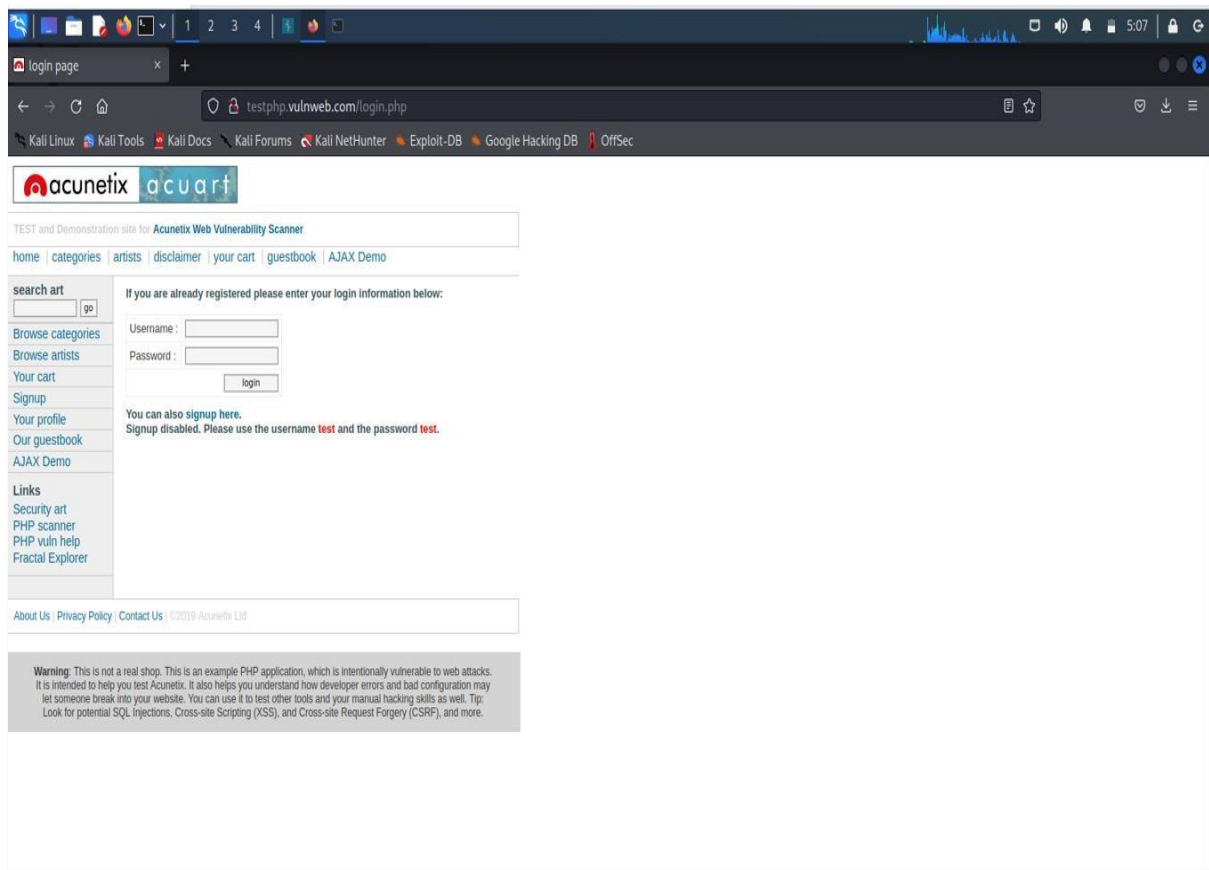 1 2 3 4 5:07
login page
testphp.vulnweb.com/login.php
Kali Linux Kali Tools Kali Docs Kali Forums Kali NetHunter Exploit-DB Google Hacking DB OffSec
acunetix acuart
TEST and Demonstration site for Acunetix Web Vulnerability Scanner
home | categories | artists | disclaimer | your cart | guestbook | AJAX Demo
search art
go
Browse categories
Browse artists
Your cart
Signup
Your profile
Our guestbook
AJAX Demo
Links
Security art
PHP scanner
PHP vuln help
Fractal Explorer
If you are already registered please enter your login information below:
Username :
Password :
login
You can also signup here.
Signup disabled. Please use the username test and the password test.
About Us | Privacy Policy | Contact Us | ©2019 Acunetix Ltd
Warning: This is not a real shop. This is an example PHP application, which is intentionally vulnerable to web attacks.
It is intended to help you test Acunetix. It also helps you understand how developer errors and bad configuration may
let someone break into your website. You can use it to test other tools and your manual hacking skills as well. Tip:
Look for potential SQL Injections, Cross-site Scripting (XSS), and Cross-site Request Forgery (CSRF), and more.